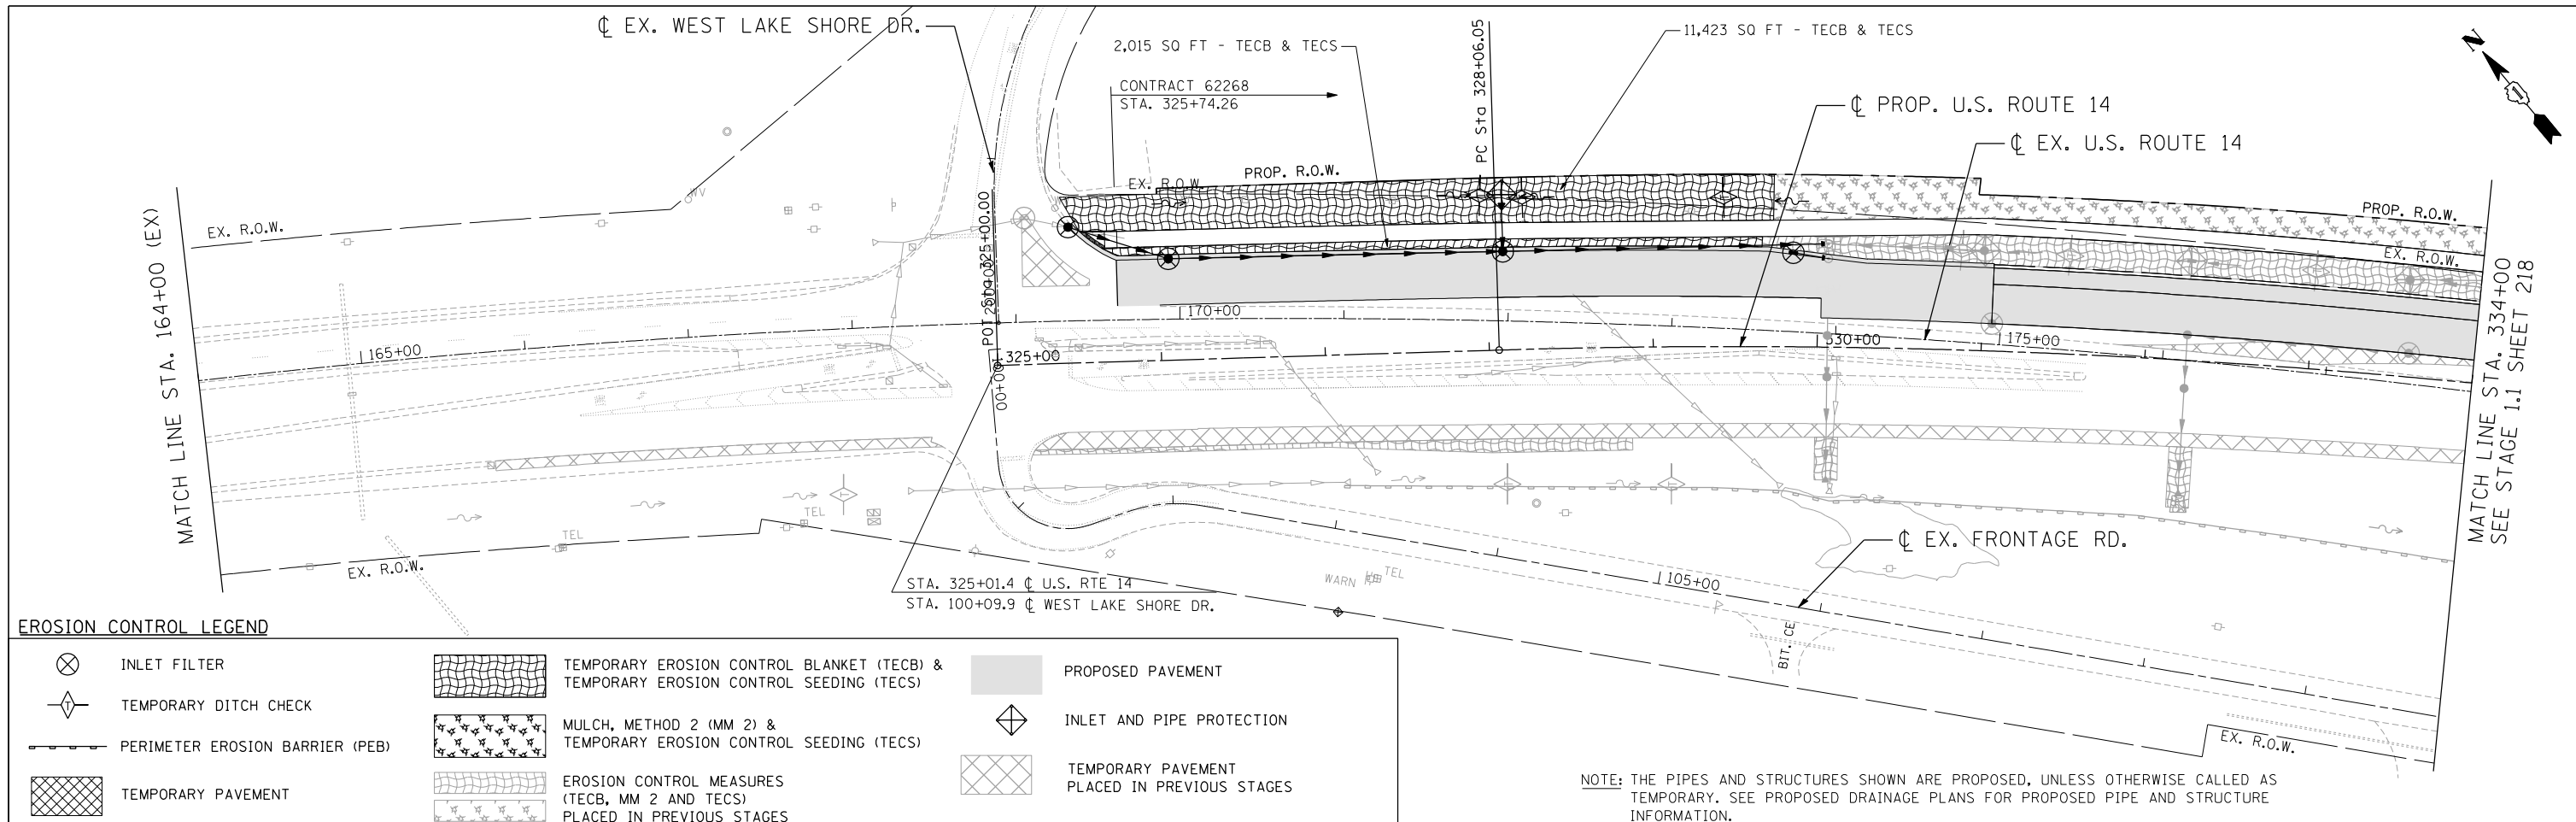 ℄ EX. WEST LAKE SHORE DR.
2,015 SQ FT - TECB & TECS
11,423 SQ FT - TECB & TECS
CONTRACT 62268
STA. 325+74.26
PC Sta 328+06.05
℄ PROP. U.S. ROUTE 14
℄ EX. U.S. ROUTE 14
N
WV
EX. R.O.W.
EX. R.O.W.
PROP. R.O.W.
PROP. R.O.W.
EX. R.O.W.
MATCH LINE STA. 164+00 (EX)
165+00
170+00
175+00
325+00
330+00
MATCH LINE STA. 334+00
SEE STAGE 1.1 SHEET 218
TEL
TEL
EX. R.O.W.
STA. 325+01.4 ℄ U.S. RTE 14
STA. 100+09.9 ℄ WEST LAKE SHORE DR.
WARN
TEL
105+00
℄ EX. FRONTAGE RD.
BIT. CE
EX. R.O.W.
EROSION CONTROL LEGEND
INLET FILTER
T
TEMPORARY DITCH CHECK
PERIMETER EROSION BARRIER (PEB)
TEMPORARY PAVEMENT
TEMPORARY EROSION CONTROL BLANKET (TECB) &
TEMPORARY EROSION CONTROL SEEDING (TECS)
MULCH, METHOD 2 (MM 2) &
TEMPORARY EROSION CONTROL SEEDING (TECS)
EROSION CONTROL MEASURES
(TECB, MM 2 AND TECS)
PLACED IN PREVIOUS STAGES
PROPOSED PAVEMENT
INLET AND PIPE PROTECTION
TEMPORARY PAVEMENT
PLACED IN PREVIOUS STAGES
NOTE: THE PIPES AND STRUCTURES SHOWN ARE PROPOSED, UNLESS OTHERWISE CALLED AS
TEMPORARY. SEE PROPOSED DRAINAGE PLANS FOR PROPOSED PIPE AND STRUCTURE
INFORMATION.